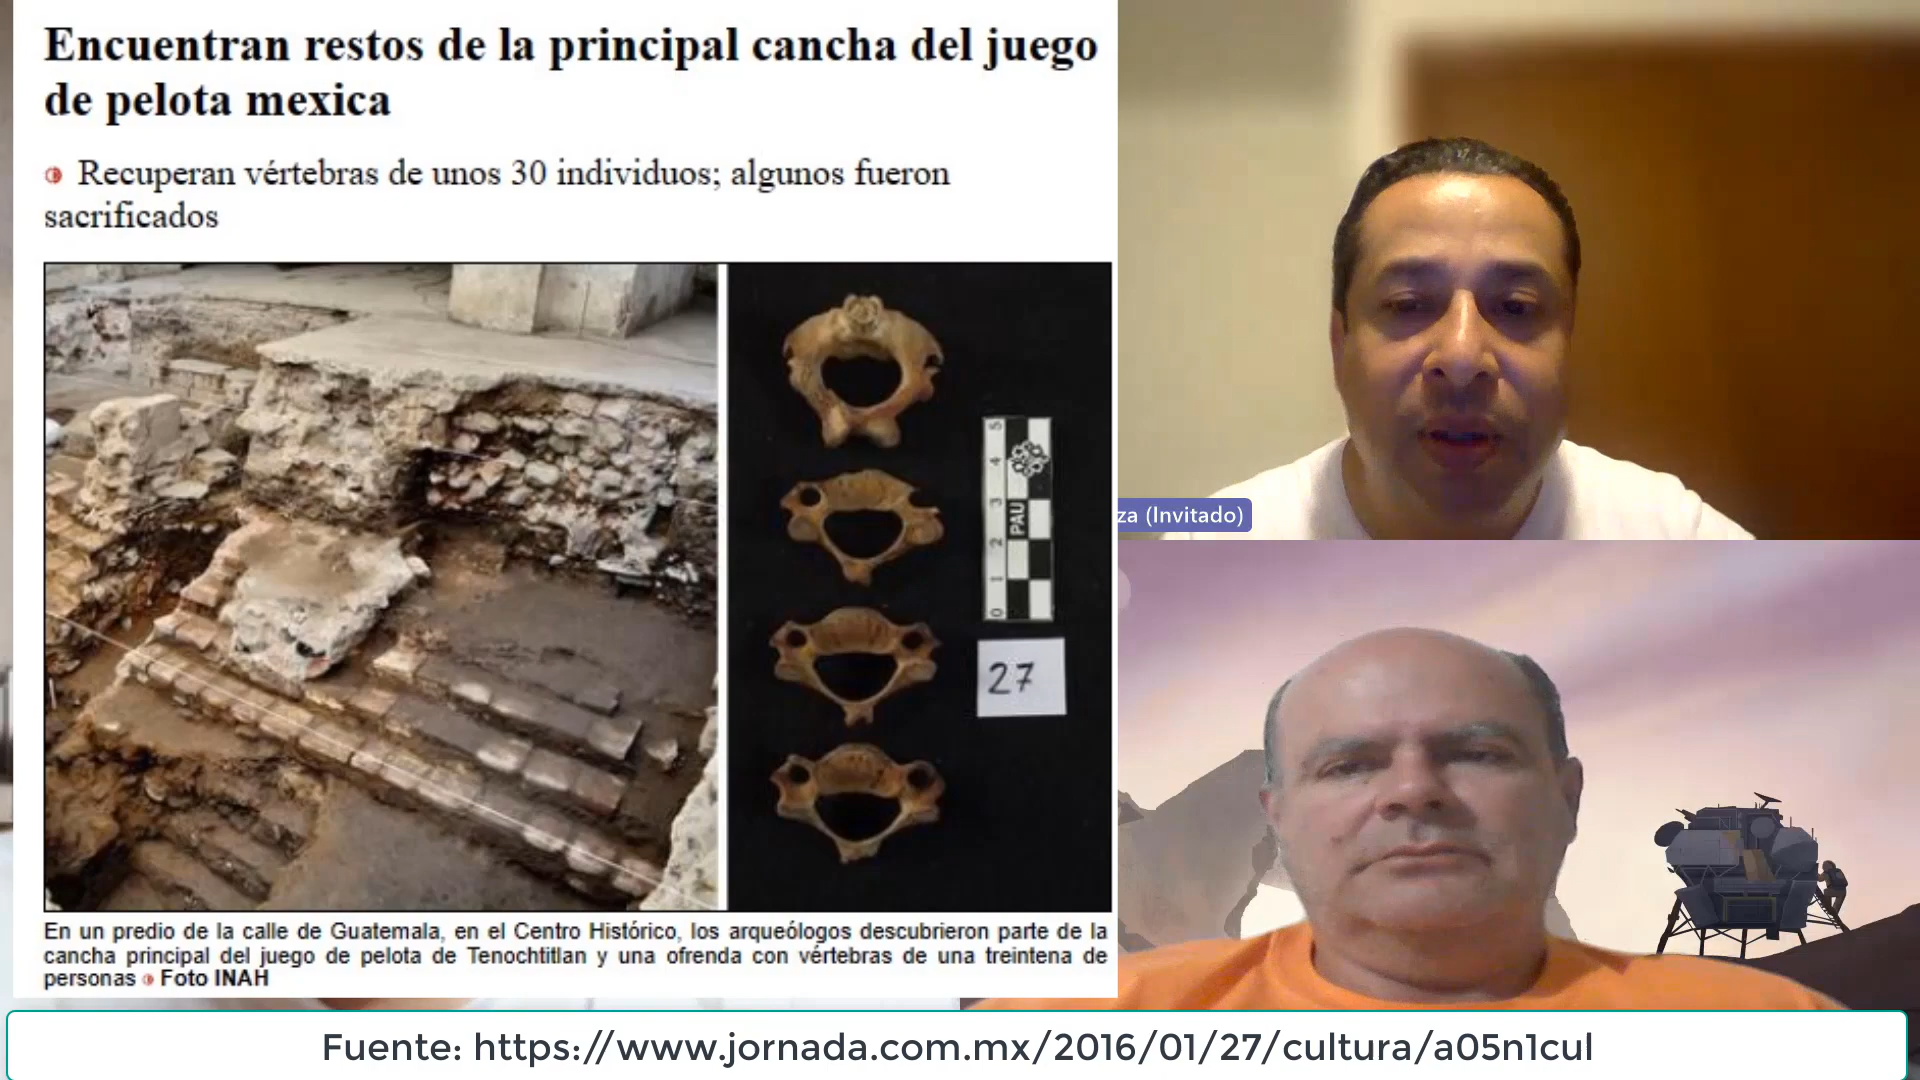 Encuentran restos de la principal cancha del juego
de pelota mexica
Recuperan vértebras de unos 30 individuos; algunos fueron
sacrificados
5
4
3
2
1
0
PAU
27
En un predio de la calle de Guatemala, en el Centro Histórico, los arqueólogos descubrieron parte de la
cancha principal del juego de pelota de Tenochtitlan y una ofrenda con vértebras de una treintena de
personas Foto INAH
za (Invitado)
Fuente: https://www.jornada.com.mx/2016/01/27/cultura/a05n1cul